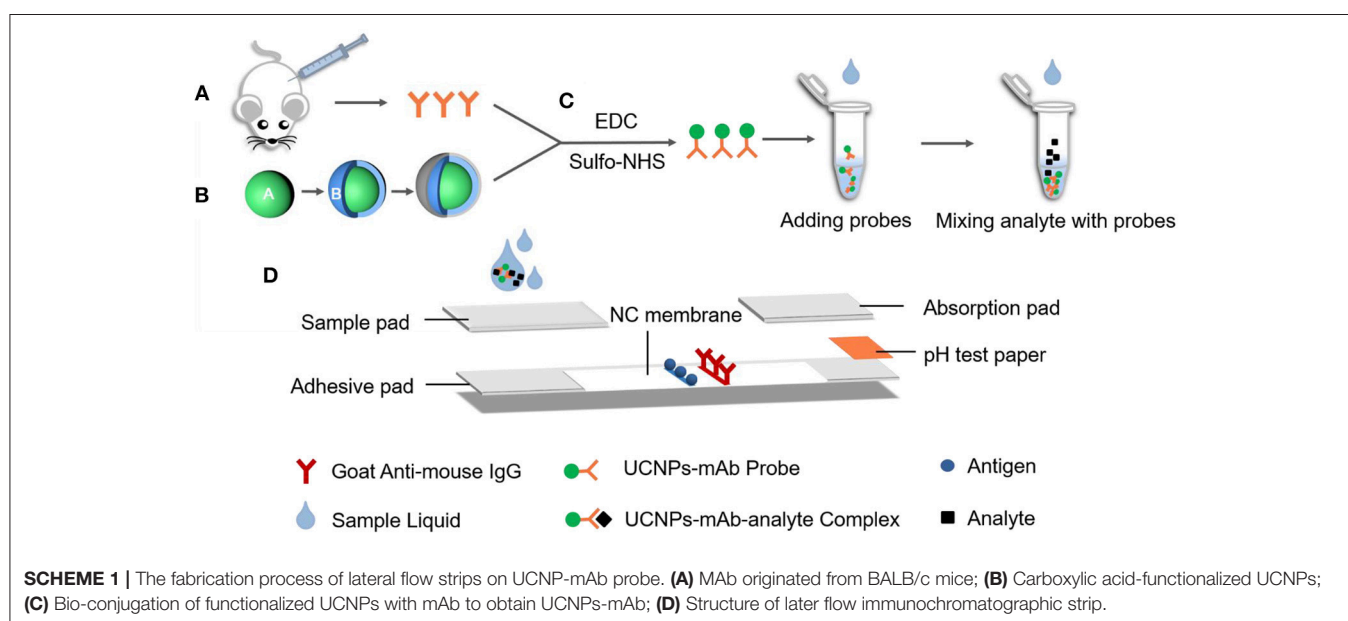 A
C
EDC
Sulfo-NHS
B
A
B
Adding probes
Mixing analyte with probes
D
Sample pad
NC membrane
Absorption pad
pH test paper
Adhesive pad
Goat Anti-mouse IgG
UCNPs-mAb Probe
Antigen
Sample Liquid
UCNPs-mAb-analyte Complex
Analyte
SCHEME 1 | The fabrication process of lateral flow strips on UCNP-mAb probe. (A) MAb originated from BALB/c mice; (B) Carboxylic acid-functionalized UCNPs;
(C) Bio-conjugation of functionalized UCNPs with mAb to obtain UCNPs-mAb; (D) Structure of later flow immunochromatographic strip.